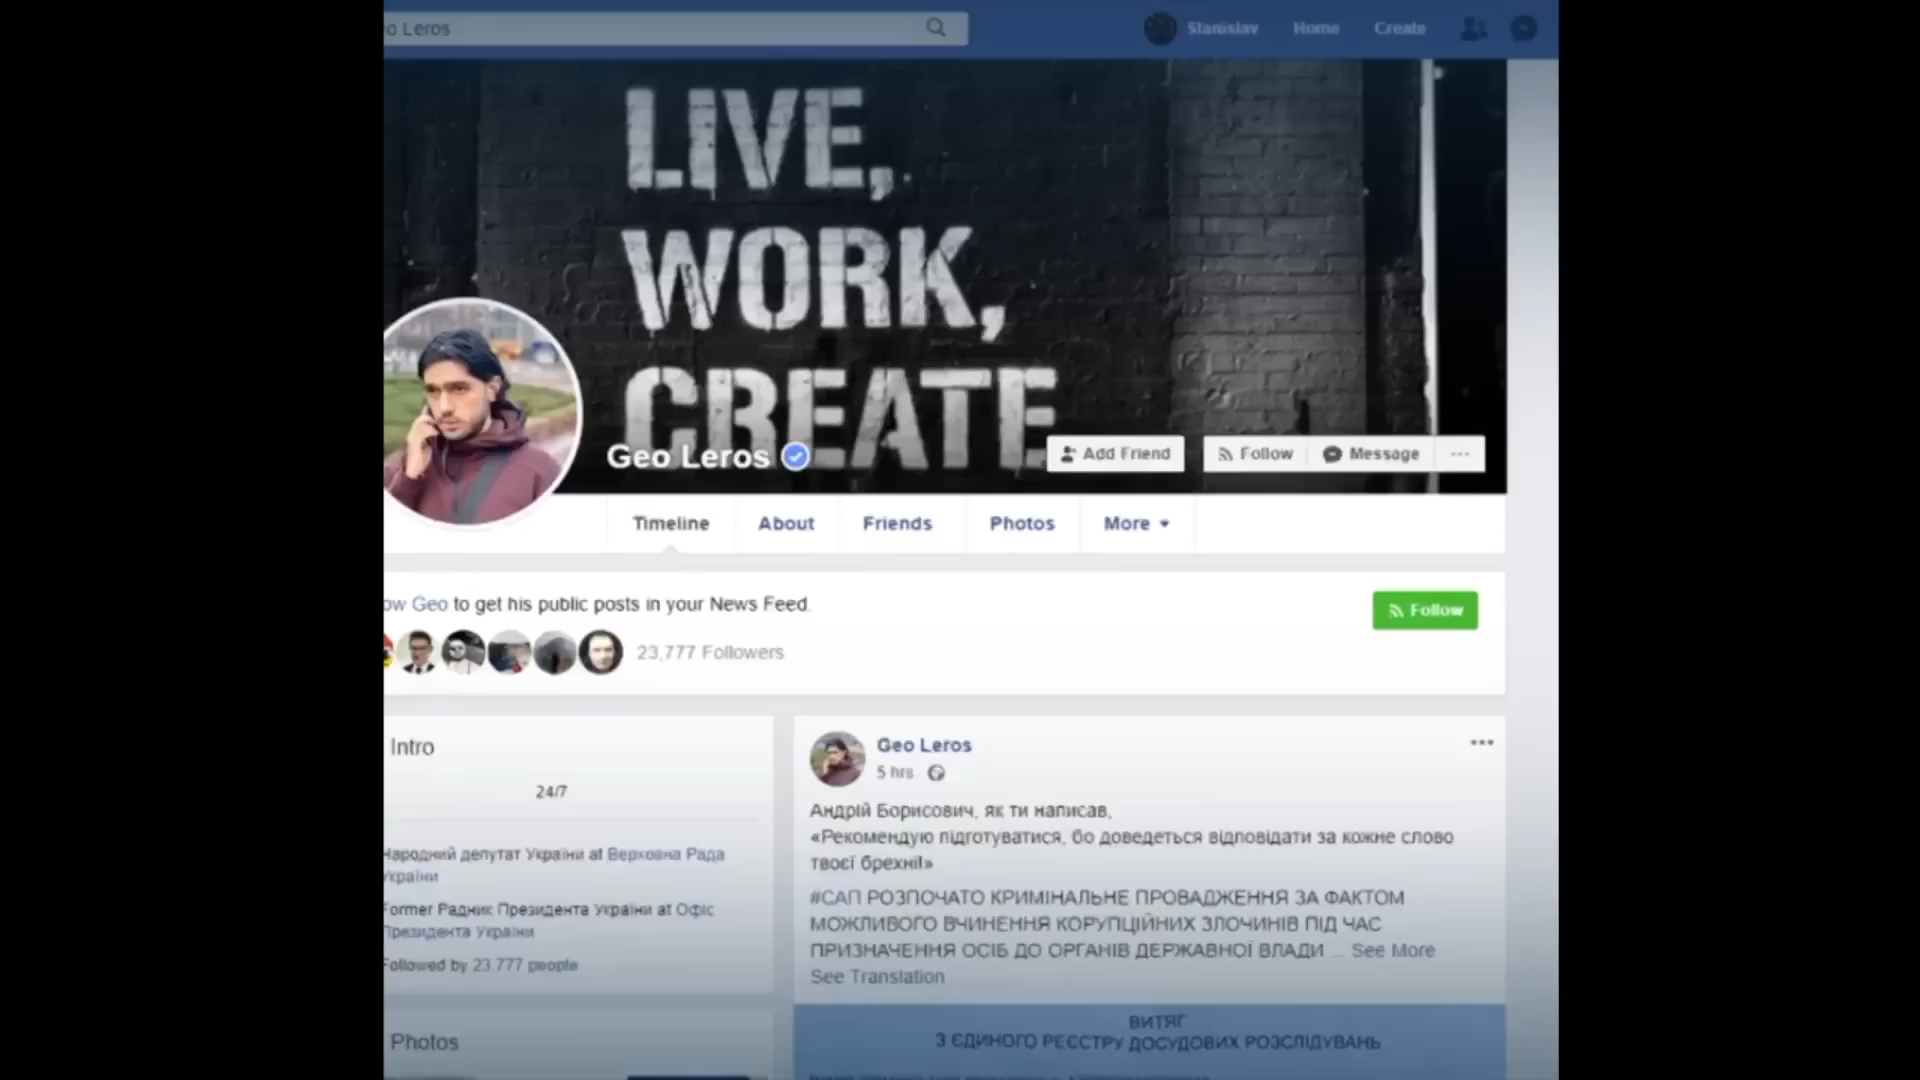 o Leros
Stanislav
Home
Create
LIVE,
WORK,
CREATE
Geo Leros
Add Friend
Follow
Message
Timeline
About
Friends
Photos
More
ow Geo to get his public posts in your News Feed.
Follow
23,777 Followers
Intro
24/7
Народний депутат України at Верховна Рада
України
Former Радник Президента України at Офіс
Президента України
Followed by 23,777 people
Photos
Geo Leros
5 hrs
Андрій Борисович, як ти написав,
«Рекомендую підготуватися, бо доведеться відповідати за кожне слово
твоєї брехні!»
#САП РОЗПОЧАТО КРИМІНАЛЬНЕ ПРОВАДЖЕННЯ ЗА ФАКТОМ
МОЖЛИВОГО ВЧИНЕННЯ КОРУПЦІЙНИХ ЗЛОЧИНІВ ПІД ЧАС
ПРИЗНАЧЕННЯ ОСІБ ДО ОРГАНІВ ДЕРЖАВНОЇ ВЛАДИ ... See More
See Translation
ВИТЯГ
З ЄДИНОГО РЕЄСТРУ ДОСУДОВИХ РОЗСЛІДУВАНЬ